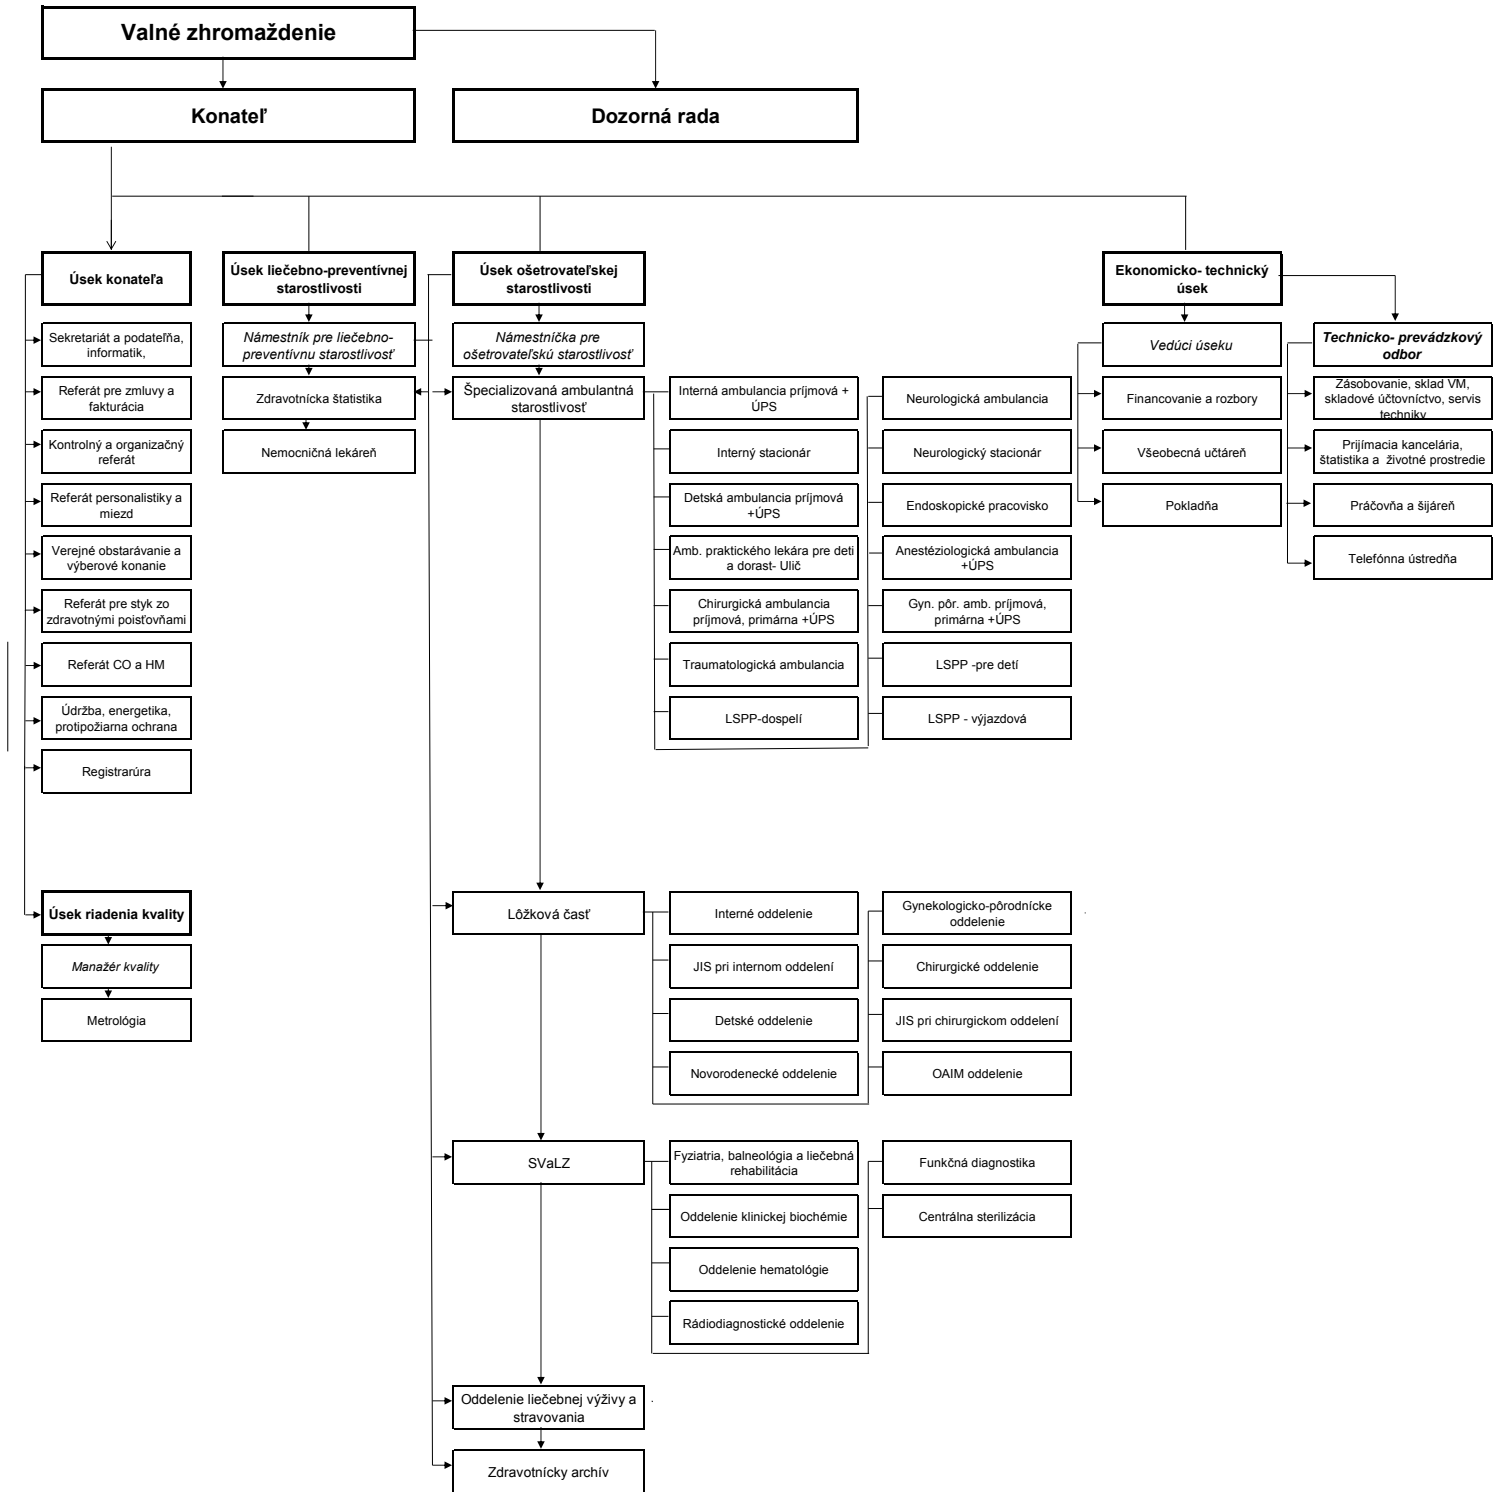 Valné zhromaždenie
Konateľ
Dozorná rada
Úsek konateľa
Sekretariát a podateľňa,
informatik,
Referát pre zmluvy a
fakturácia
Kontrolný a organizačný
referát
Referát personalistiky a
miezd
Verejné obstarávanie a
výberové konanie
Referát pre styk zo
zdravotnými poisťovňami
Referát CO a HM
Údržba, energetika,
protipožiarna ochrana
Registrarúra
Úsek riadenia kvality
Manažér kvality
Metrológia
Úsek liečebno-preventívnej
starostlivosti
Námestník pre liečebno-
preventívnu starostlivosť
Zdravotnícka štatistika
Nemocničná lekáreň
Úsek ošetrovateľskej
starostlivosti
Námestníčka pre
ošetrovateľskú starostlivosť
Špecializovaná ambulantná
starostlivosť
Interná ambulancia príjmová +
ÚPS
Interný stacionár
Detská ambulancia príjmová
+ÚPS
Amb. praktického lekára pre deti
a dorast- Ulič
Chirurgická ambulancia
príjmová, primárna +ÚPS
Traumatologická ambulancia
LSPP-dospelí
Neurologická ambulancia
Neurologický stacionár
Endoskopické pracovisko
Anestéziologická ambulancia
+ÚPS
Gyn. pôr. amb. príjmová,
primárna +ÚPS
LSPP -pre detí
LSPP - výjazdová
Lôžková časť
Interné oddelenie
JIS pri internom oddelení
Detské oddelenie
Novorodenecké oddelenie
Gynekologicko-pôrodnícke
oddelenie
Chirurgické oddelenie
JIS pri chirurgickom oddelení
OAIM oddelenie
SVaLZ
Fyziatria, balneológia a liečebná
rehabilitácia
Oddelenie klinickej biochémie
Oddelenie hematológie
Rádiodiagnostické oddelenie
Funkčná diagnostika
Centrálna sterilizácia
Oddelenie liečebnej výživy a
stravovania
Zdravotnícky archív
Ekonomicko- technický
úsek
Vedúci úseku
Financovanie a rozbory
Všeobecná učtáreň
Pokladňa
Technicko- prevádzkový
odbor
Zásobovanie, sklad VM,
skladové účtovníctvo, servis
techniky
Prijímacia kancelária,
štatistika a životné prostredie
Práčovňa a šijáreň
Telefónna ústredňa